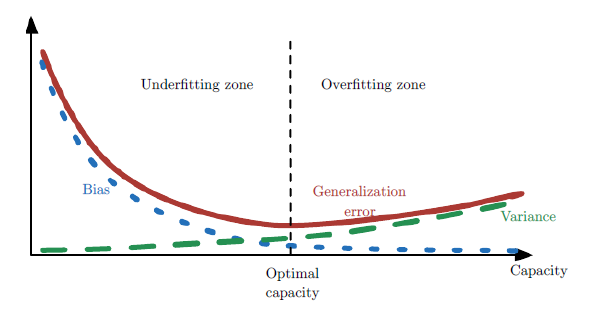 Underfitting zone
Overfitting zone
Bias
Generalization
error
Variance
Optimal
capacity
Capacity